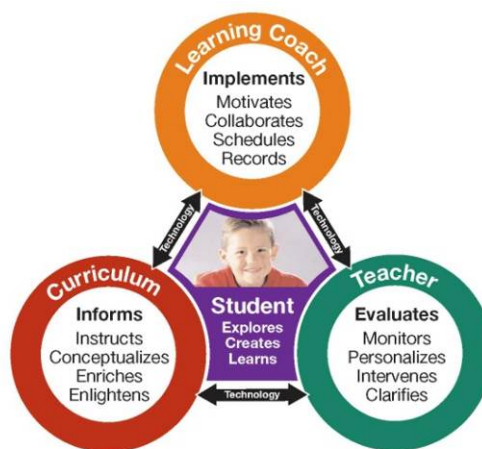 Learning Coach
Implements
Motivates
Collaborates
Schedules
Records
Technology
Technology
Curriculum
Informs
Instructs
Conceptualizes
Enriches
Enlightens
Student
Explores
Creates
Learns
Teacher
Evaluates
Monitors
Personalizes
Intervenes
Clarifies
Technology